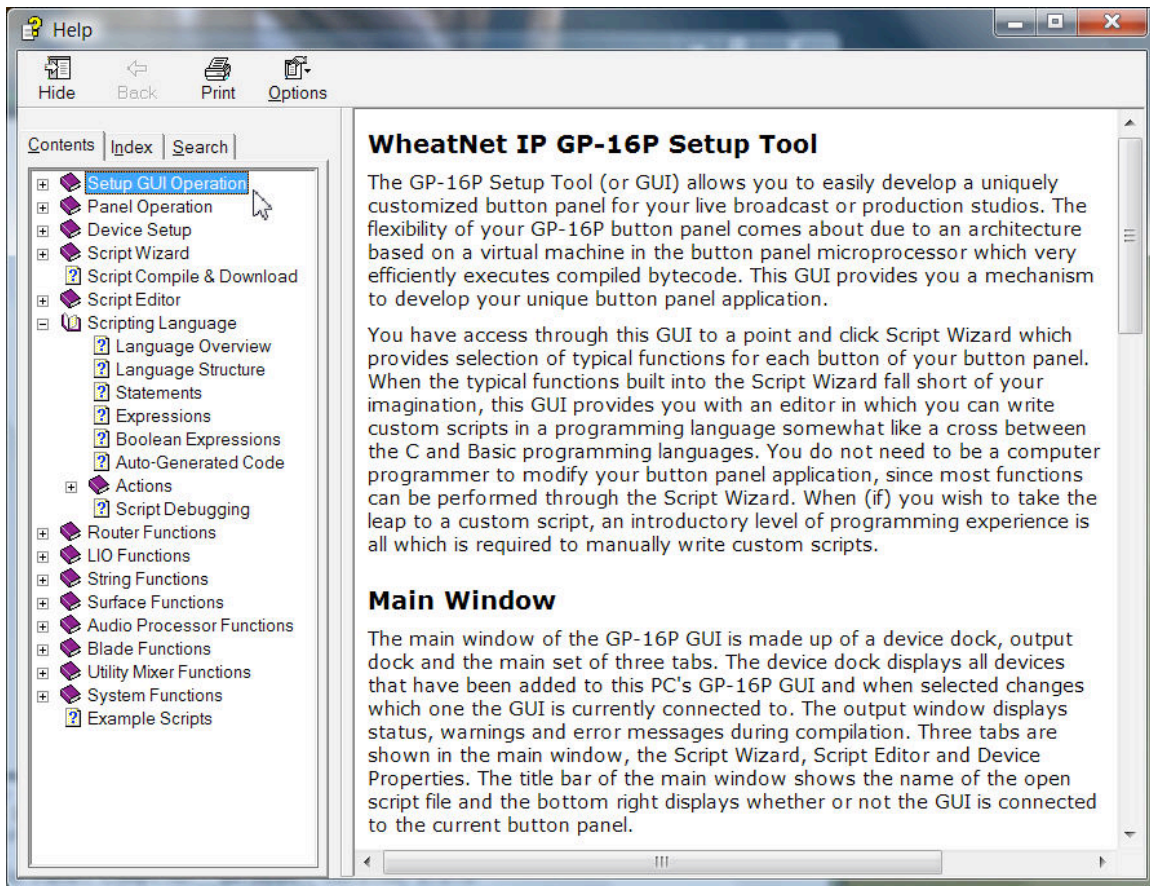 Help
Hide
Back
Print
Options
Contents
Index
Search
Setup GUI Operation
Panel Operation
Device Setup
Script Wizard
Script Compile & Download
Script Editor
Scripting Language
Language Overview
Language Structure
Statements
Expressions
Boolean Expressions
Auto-Generated Code
Actions
Script Debugging
Router Functions
LIO Functions
String Functions
Surface Functions
Audio Processor Functions
Blade Functions
Utility Mixer Functions
System Functions
Example Scripts
WheatNet IP GP-16P Setup Tool
The GP-16P Setup Tool (or GUI) allows you to easily develop a uniquely
customized button panel for your live broadcast or production studios. The
flexibility of your GP-16P button panel comes about due to an architecture
based on a virtual machine in the button panel microprocessor which very
efficiently executes compiled bytecode. This GUI provides you a mechanism
to develop your unique button panel application.
You have access through this GUI to a point and click Script Wizard which
provides selection of typical functions for each button of your button panel.
When the typical functions built into the Script Wizard fall short of your
imagination, this GUI provides you with an editor in which you can write
custom scripts in a programming language somewhat like a cross between
the C and Basic programming languages. You do not need to be a computer
programmer to modify your button panel application, since most functions
can be performed through the Script Wizard. When (if) you wish to take the
leap to a custom script, an introductory level of programming experience is
all which is required to manually write custom scripts.
Main Window
The main window of the GP-16P GUI is made up of a device dock, output
dock and the main set of three tabs. The device dock displays all devices
that have been added to this PC's GP-16P GUI and when selected changes
which one the GUI is currently connected to. The output window displays
status, warnings and error messages during compilation. Three tabs are
shown in the main window, the Script Wizard, Script Editor and Device
Properties. The title bar of the main window shows the name of the open
script file and the bottom right displays whether or not the GUI is connected
to the current button panel.